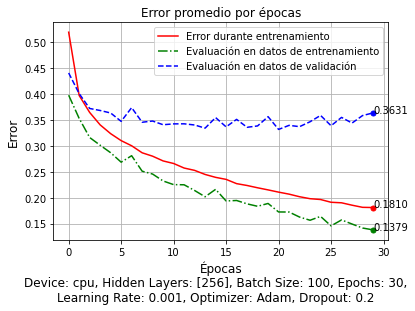 Error promedio por épocas
Error durante entrenamiento
Evaluación en datos de entrenamiento
Evaluación en datos de validación
Error
0.50
0.45
0.40
0.35
0.30
0.25
0.20
0.15
0.3631
0.1810
0.1379
0 5 10 15 20 25 30
Épocas
Device: cpu, Hidden Layers: [256], Batch Size: 100, Epochs: 30,
Learning Rate: 0.001, Optimizer: Adam, Dropout: 0.2